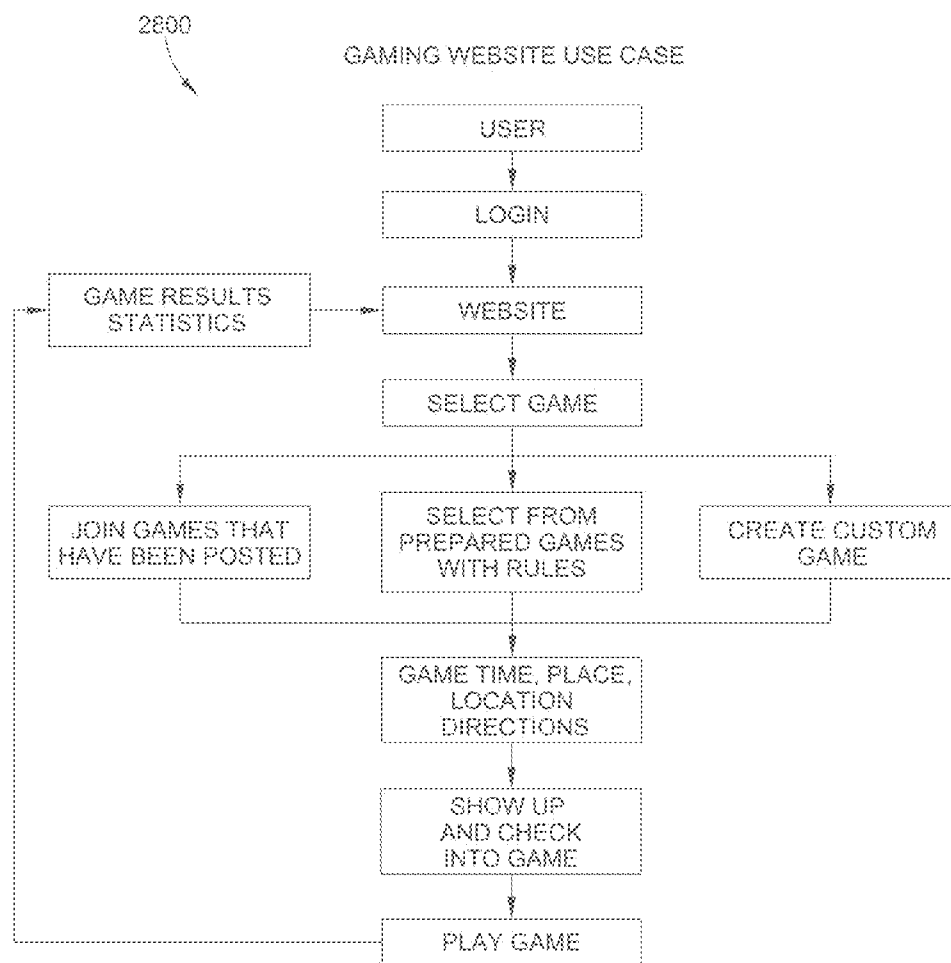 2800
GAMING WEBSITE USE CASE
USER
LOGIN
GAME RESULTS
STATISTICS
WEBSITE
SELECT GAME
JOIN GAMES THAT
HAVE BEEN POSTED
SELECT FROM
PREPARED GAMES
WITH RULES
CREATE CUSTOM
GAME
GAME TIME, PLACE,
LOCATION
DIRECTIONS
SHOW UP
AND CHECK
INTO GAME
PLAY GAME